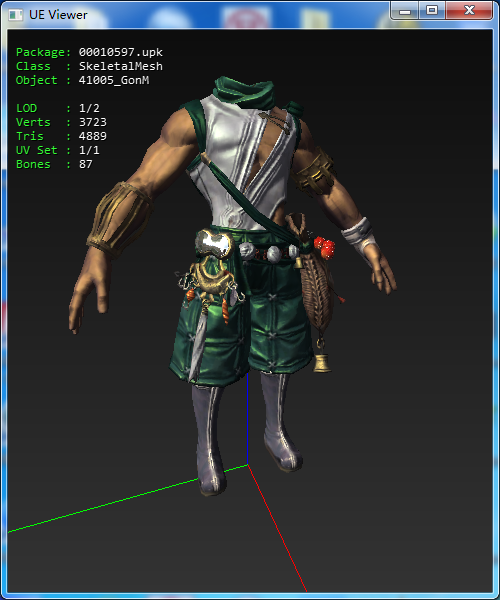 UE Viewer
Package: 00010597.upk
Class : SkeletalMesh
Object : 41005_GonM
LOD : 1/2
Verts : 3723
Tris : 4889
UV Set : 1/1
Bones : 87